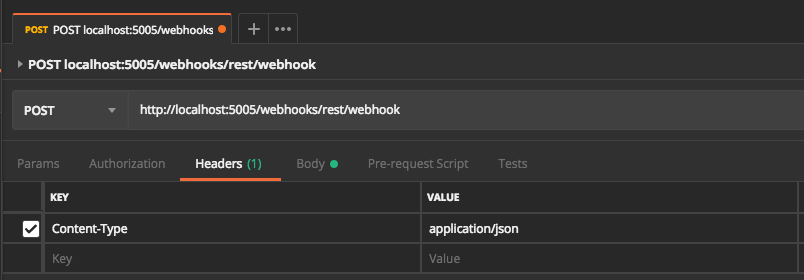 POST POST localhost:5005/webhooks
POST localhost:5005/webhooks/rest/webhook
POST http://localhost:5005/webhooks/rest/webhook
Params Authorization Headers (1) Body Pre-request Script Tests
KEY VALUE
Content-Type application/json
Key Value